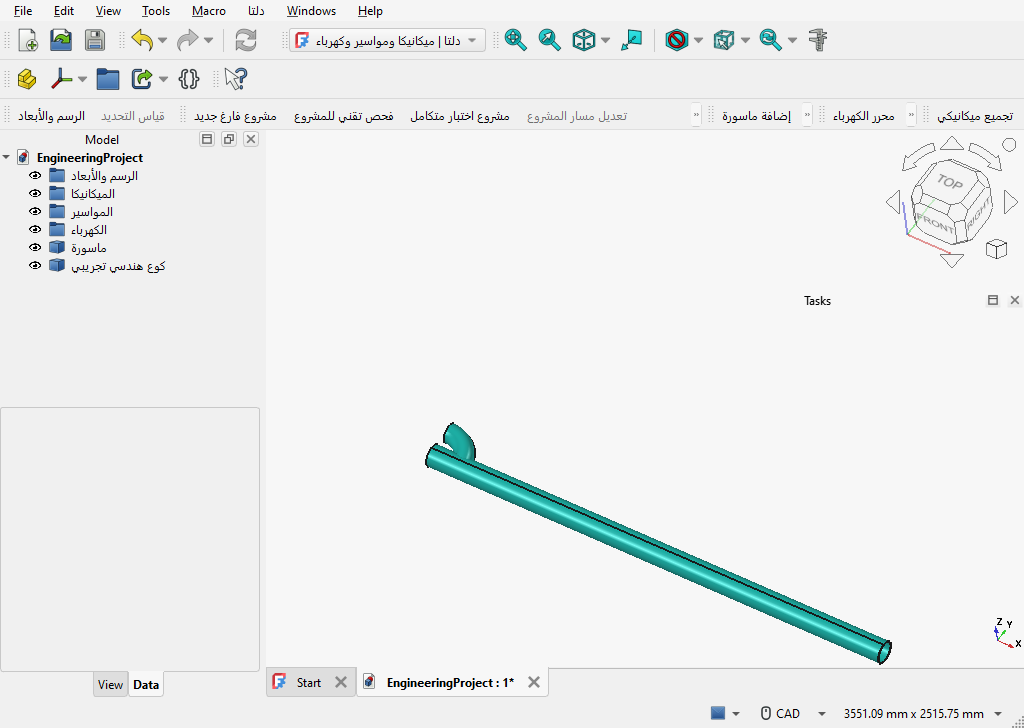 File Edit View Tools Macro دلتا Windows Help
دلتا | ميكانيكا ومواسير وكهرباء
الرسم والأبعاد قياس التحديد مشروع فارغ جديد فحص تقني للمشروع مشروع اختبار متكامل تعديل مسار المشروع » إضافة ماسورة » محرر الكهرباء » تجميع ميكانيكي
Model
EngineeringProject
الرسم والأبعاد
الميكانيكا
المواسير
الكهرباء
ماسورة
كوع هندسي تجريبي
TOP
FRONT
RIGHT
Tasks
Z Y
X
View Data
Start
EngineeringProject : 1*
CAD
3551.09 mm x 2515.75 mm